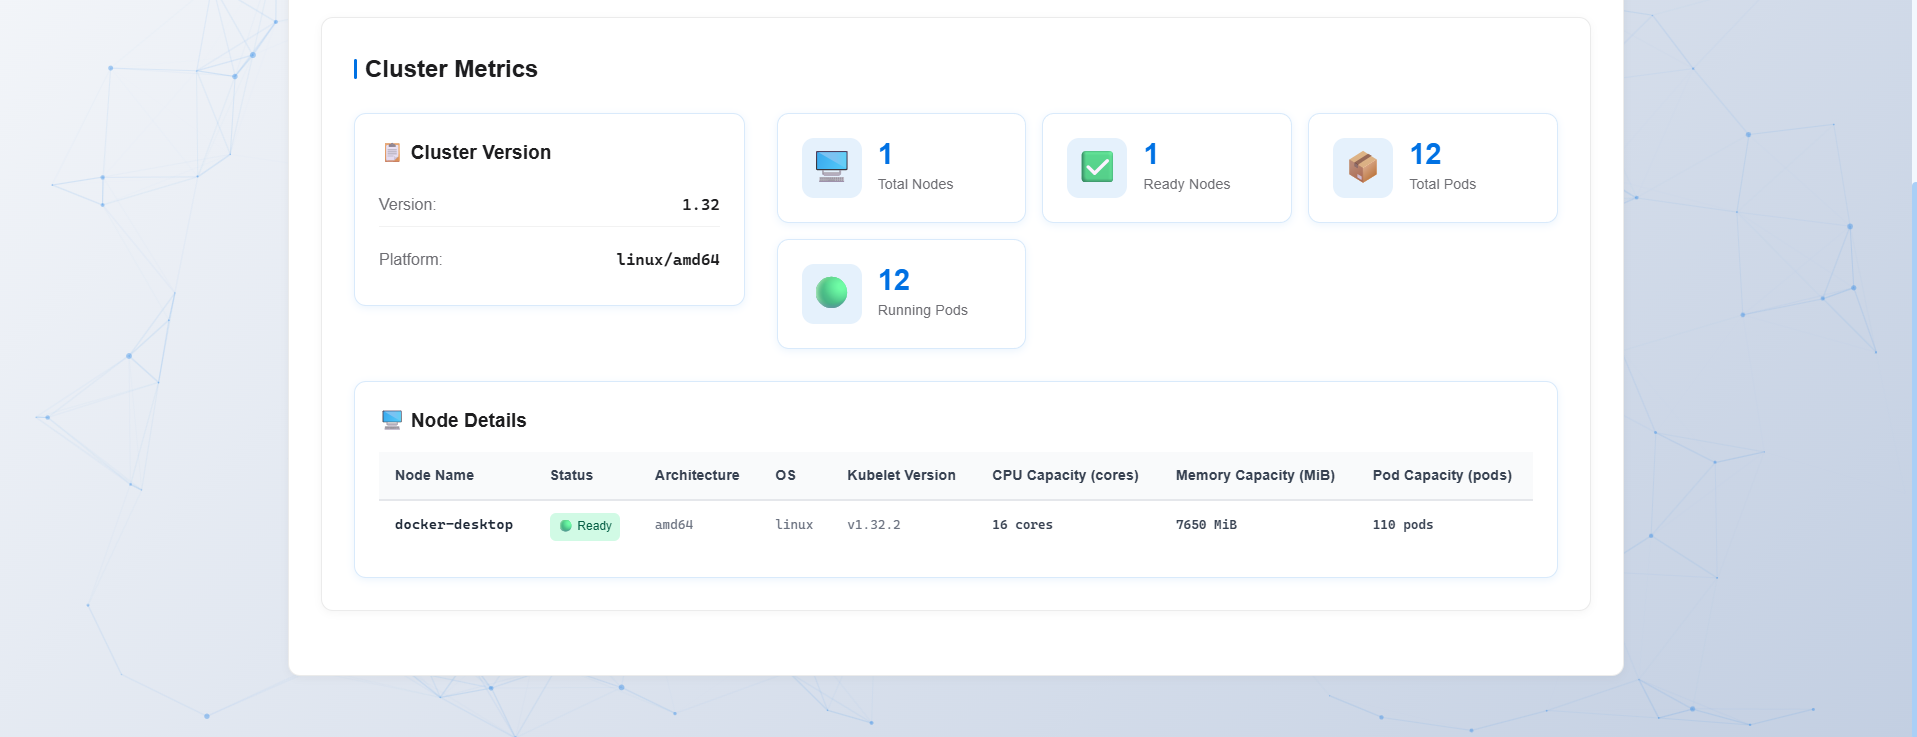 Cluster Metrics
Cluster Version
Version: 1.32
Platform: linux/amd64
1
Total Nodes
1
Ready Nodes
12
Total Pods
12
Running Pods
Node Details
Node Name Status Architecture OS Kubelet Version CPU Capacity (cores) Memory Capacity (MiB) Pod Capacity (pods)
docker-desktop Ready amd64 linux v1.32.2 16 cores 7650 MiB 110 pods